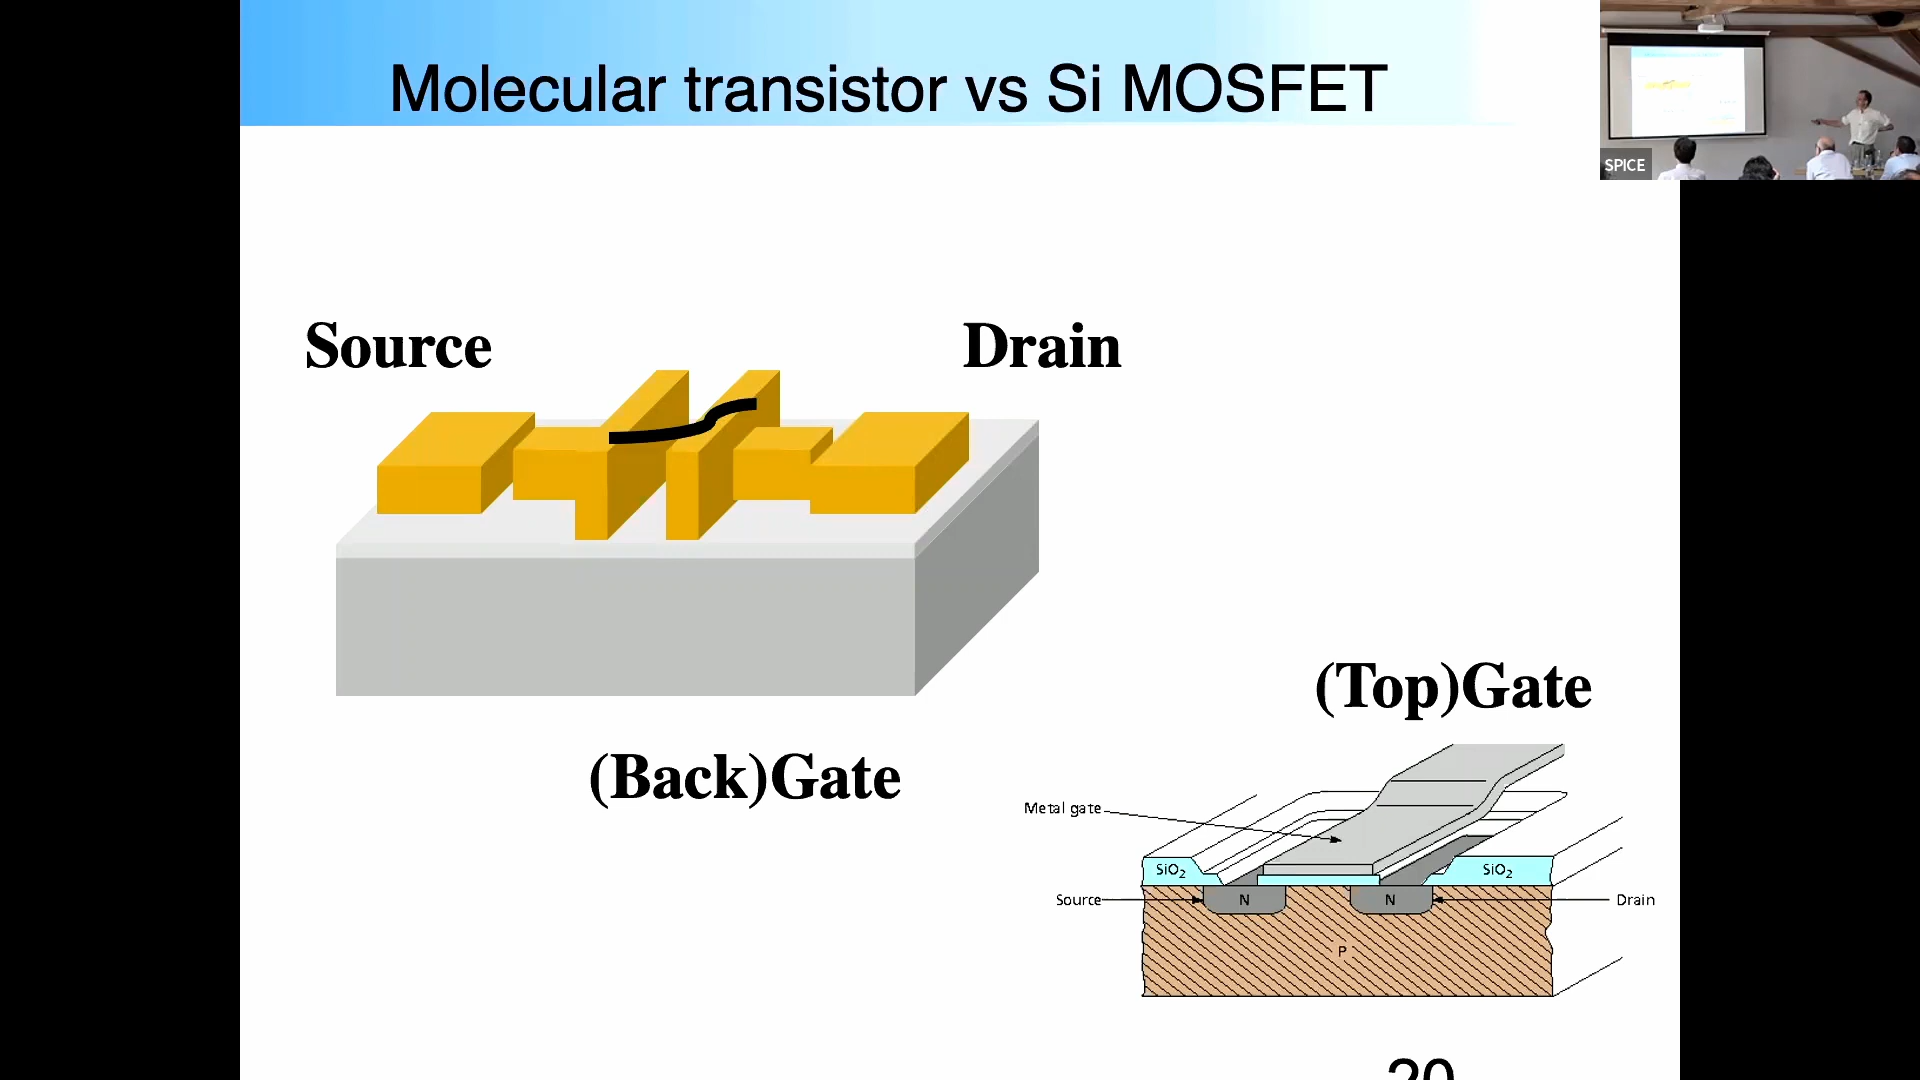 Molecular transistor vs Si MOSFET
SPICE
Source
Drain
(Back)Gate
(Top)Gate
Metal gate
SiO₂
SiO₂
Source
N
N
Drain
P
20